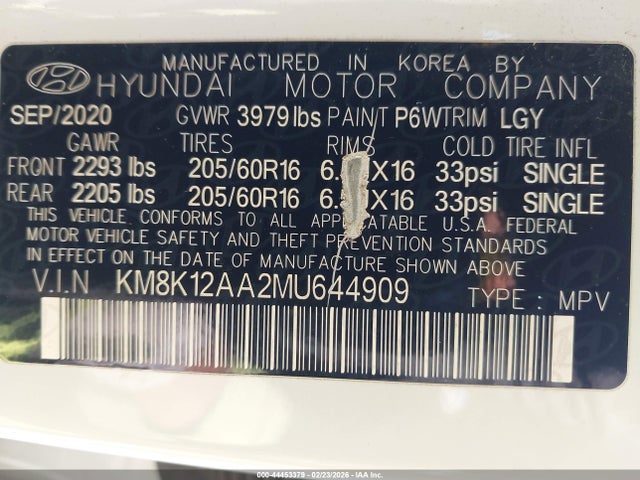 MANUFACTURED IN KOREA BY
HYUNDAI MOTOR COMPANY
SEP/2020 GVWR 3979 lbs PAINT P6W TRIM LGY
GAWR TIRES RIMS COLD TIRE INFL
FRONT 2293 lbs 205/60R16 6. X16 33psi SINGLE
REAR 2205 lbs 205/60R16 6. X16 33psi SINGLE
THIS VEHICLE CONFORMS TO ALL APPLICATABLE U.S.A. FEDERAL
MOTOR VEHICLE SAFETY AND THEFT PREVENTION STANDARDS
IN EFFECT ON THE DATE OF MANUFACTURE SHOWN ABOVE
V.I.N KM8K12AA2MU644909 TYPE : MPV
000-44453379 - 02/23/2026 - IAA Inc.